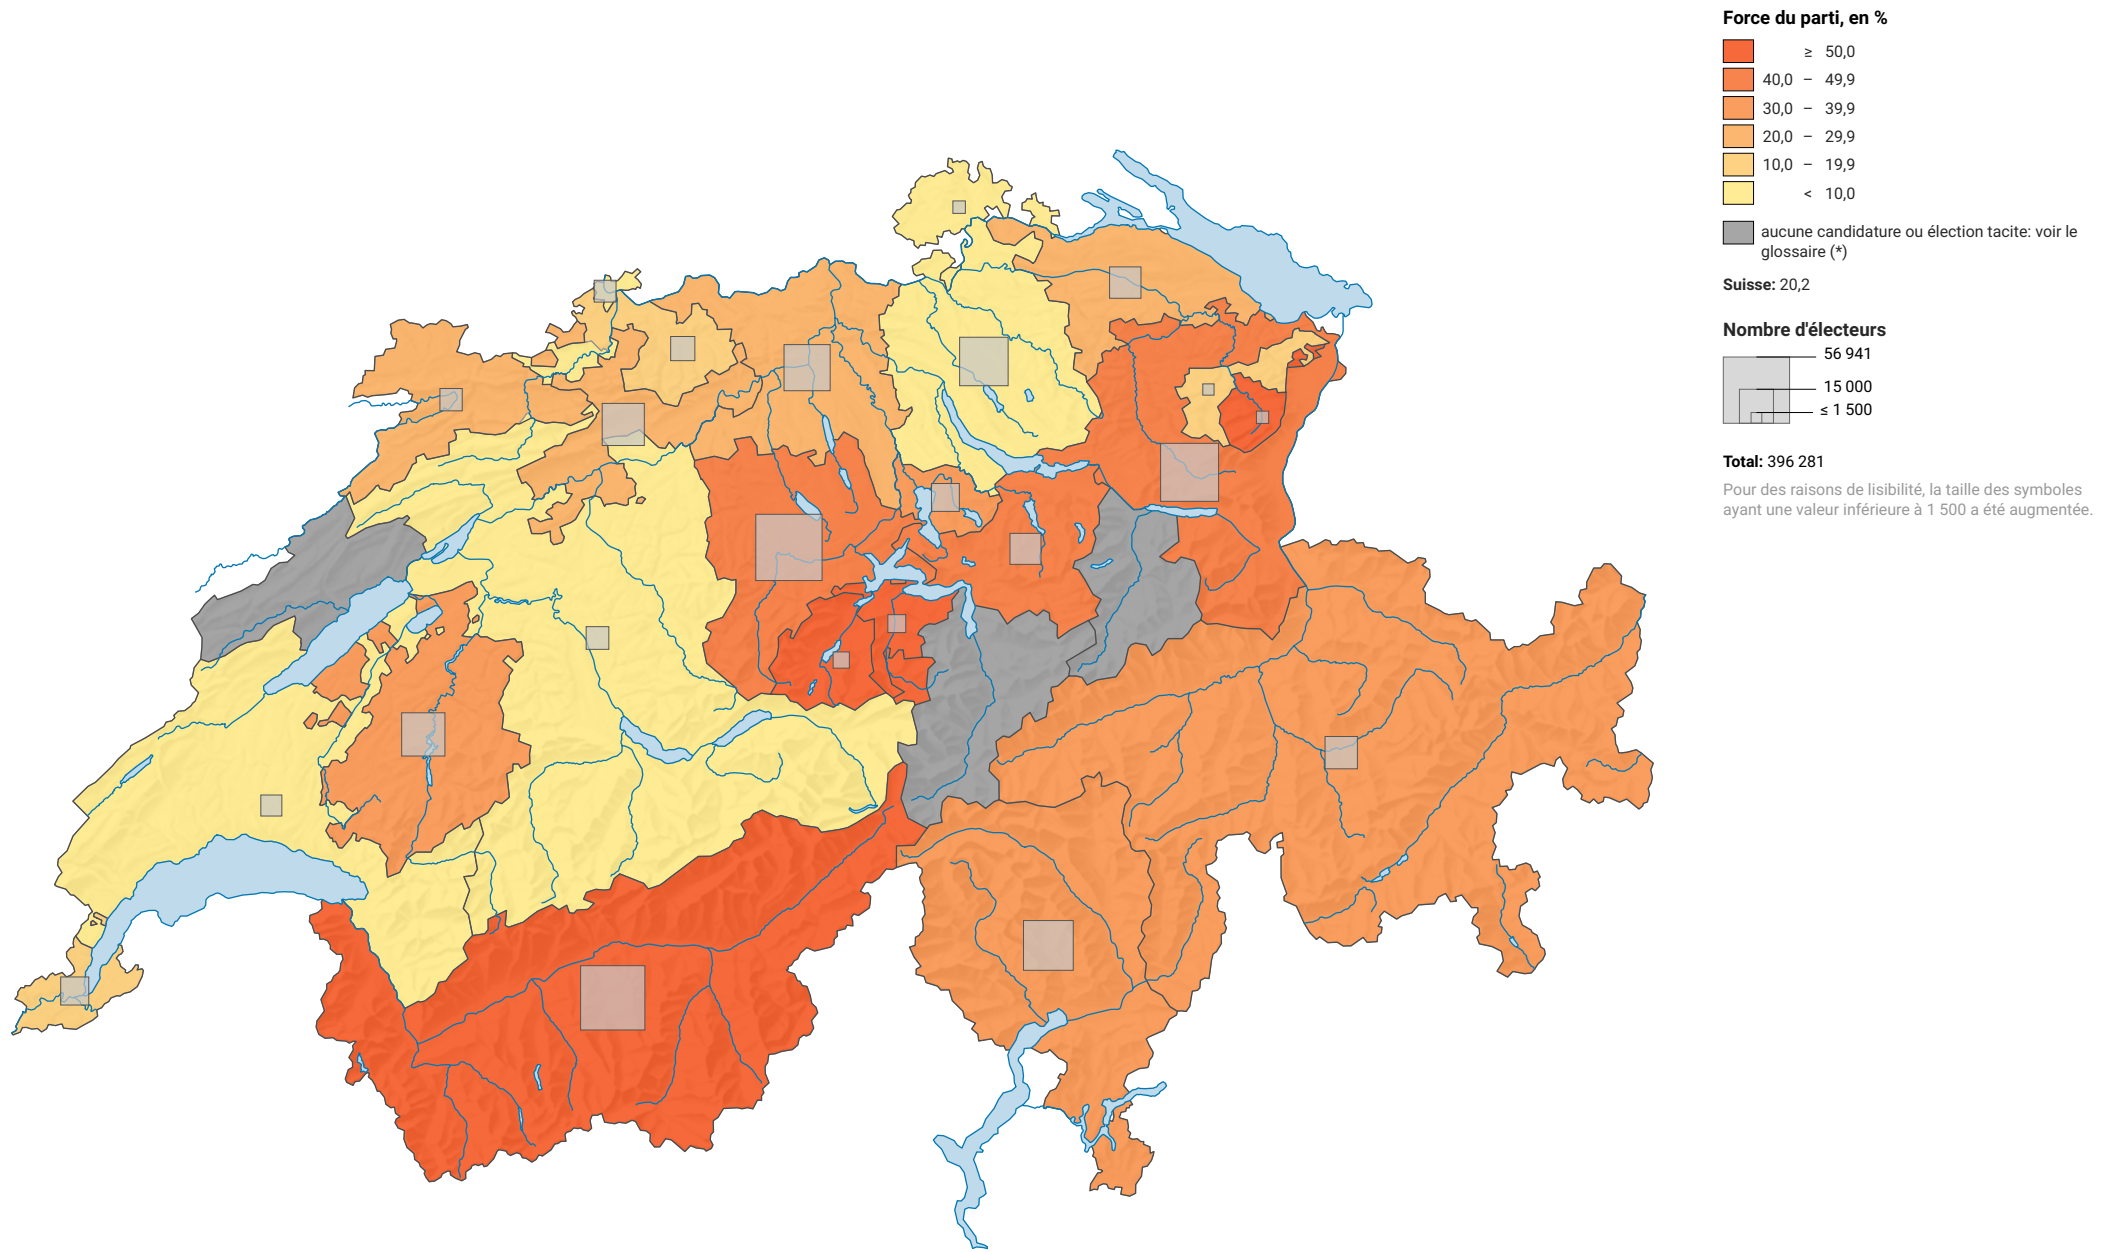 Force du parti, en %
≥ 50,0
40,0 – 49,9
30,0 – 39,9
20,0 – 29,9
10,0 – 19,9
< 10,0
aucune candidature ou élection tacite: voir le
glossaire (*)
Suisse: 20,2
Nombre d'électeurs
56 941
15 000
≤ 1 500
Total: 396 281
Pour des raisons de lisibilité, la taille des symboles
ayant une valeur inférieure à 1 500 a été augmentée.